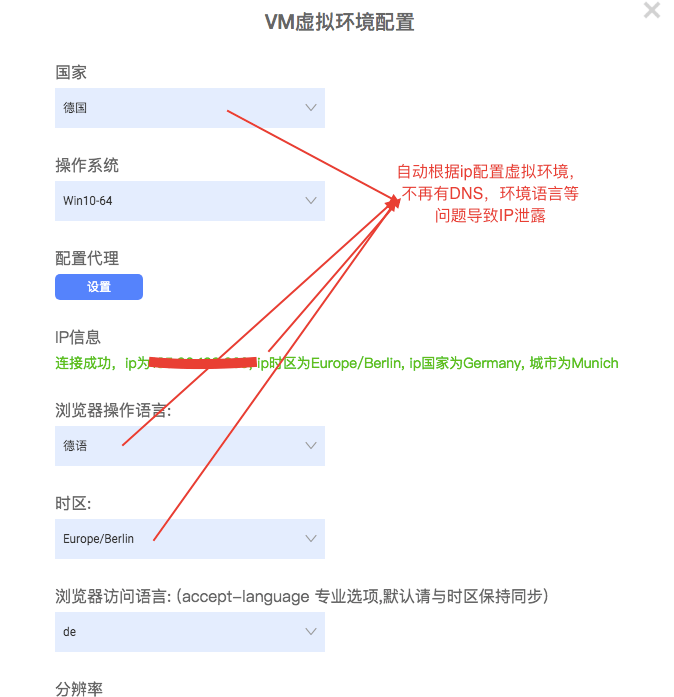 VM虚拟环境配置
国家
德国
操作系统
Win10-64
自动根据ip配置虚拟环境，
不再有DNS，环境语言等
问题导致IP泄露
配置代理
设置
IP信息
连接成功，ip为 ip时区为Europe/Berlin, ip国家为Germany, 城市为Munich
浏览器操作语言:
德语
时区:
Europe/Berlin
浏览器访问语言: (accept-language 专业选项,默认请与时区保持同步)
de
分辨率